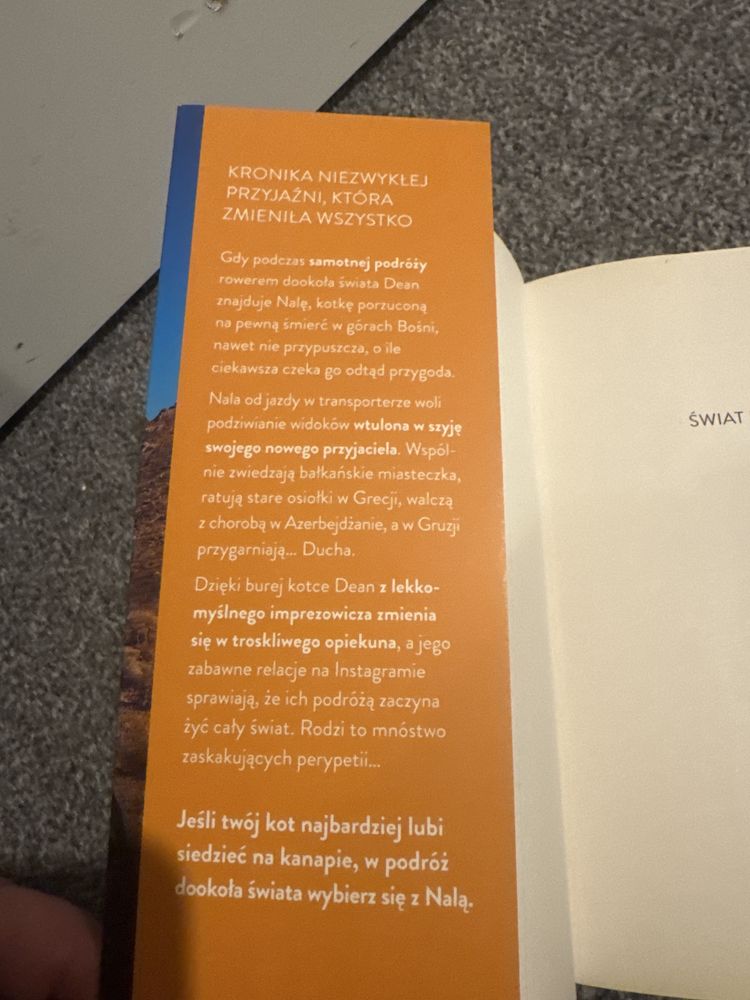 KRONIKA NIEZWYKŁEJ
PRZYJAŹNI, KTÓRA
ZMIENIŁA WSZYSTKO
Gdy podczas samotnej podróży
rowerem dookoła świata Dean
znajduje Nalę, kotkę porzuconą
na pewną śmierć w górach Bośni,
nawet nie przypuszcza, o ile
ciekawsza czeka go odtąd przygoda.
Nala od jazdy w transporterze woli
podziwianie widoków wtulona w szyję
swojego nowego przyjaciela. Wspól-
nie zwiedzają bałkańskie miasteczka,
ratują stare osiołki w Grecji, walczą
z chorobą w Azerbejdżanie, a w Gruzji
przygarniają... Ducha.
Dzięki burej kotce Dean z lekko-
myślnego imprezowicza zmienia
się w troskliwego opiekuna, a jego
zabawne relacje na Instagramie
sprawiają, że ich podróżą zaczyna
żyć cały świat. Rodzi to mnóstwo
zaskakujących perypetii...
Jeśli twój kot najbardziej lubi
siedzieć na kanapie, w podróż
dookoła świata wybierz się z Nalą.
ŚWIAT